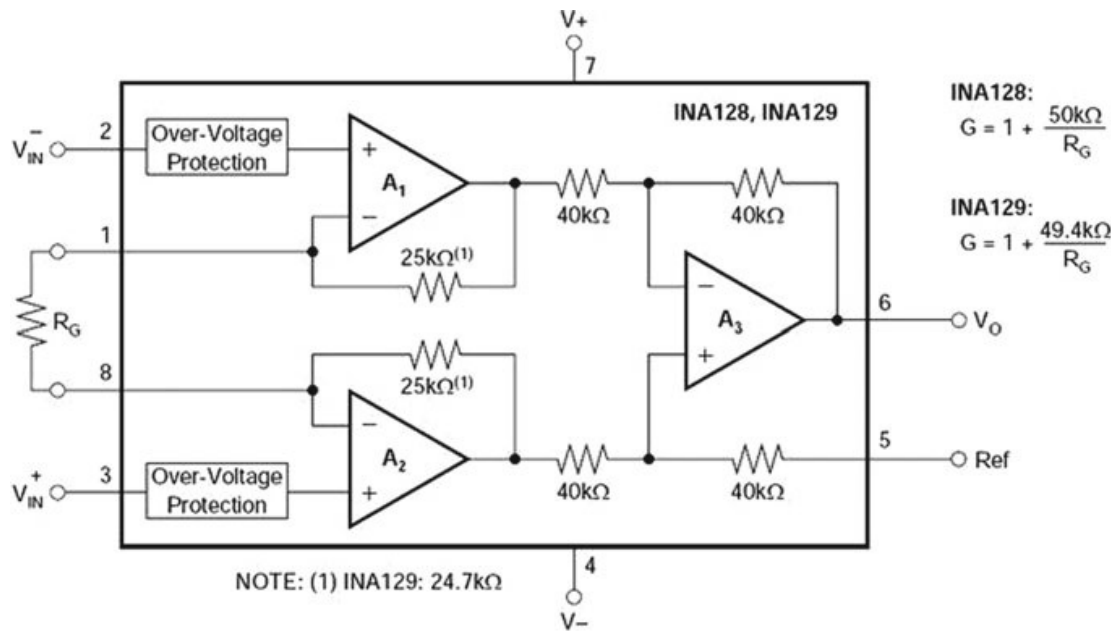 V+
7
INA128, INA129
INA128:
G = 1 + 50kΩ
R_G
INA129:
G = 1 + 49.4kΩ
R_G
V_IN^–
2
Over-Voltage
Protection
+
A₁
–
40kΩ
40kΩ
1
25kΩ⁽¹⁾
R_G
–
A₃
+
6
V_O
8
25kΩ⁽¹⁾
–
A₂
+
5
Ref
40kΩ
40kΩ
V_IN^+
3
Over-Voltage
Protection
4
NOTE: (1) INA129: 24.7kΩ
V–